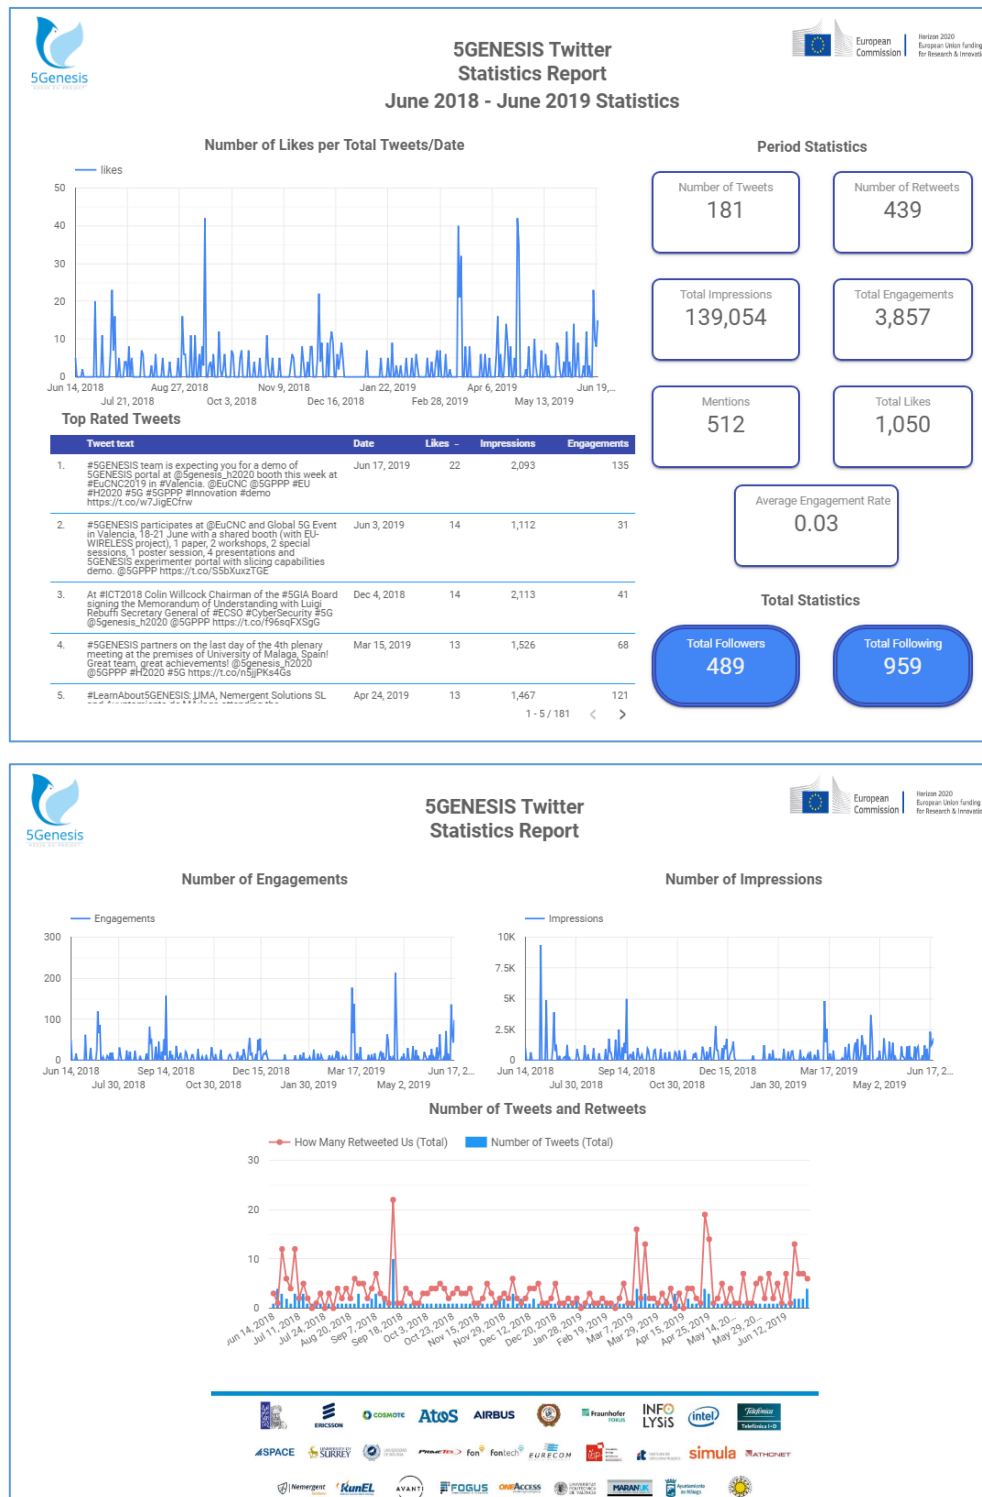 5Genesis
5GENESIS Twitter
Statistics Report
June 2018 - June 2019 Statistics
European
Commission
Horizon 2020
European Union funding
for Research & Innovation
Number of Likes per Total Tweets/Date
likes
50
40
30
20
10
0
Jun 14, 2018
Jul 21, 2018
Aug 27, 2018
Oct 3, 2018
Nov 9, 2018
Dec 16, 2018
Jan 22, 2019
Feb 28, 2019
Apr 6, 2019
May 13, 2019
Jun 19,...
Period Statistics
Number of Tweets
181
Number of Retweets
439
Total Impressions
139,054
Total Engagements
3,857
Mentions
512
Total Likes
1,050
Average Engagement Rate
0.03
Total Statistics
Total Followers
489
Total Following
959
Top Rated Tweets
Tweet text Date Likes Impressions Engagements
1. #5GENESIS team is expecting you for a demo of Jun 17, 2019 22 2,093 135
5GENESIS portal at @5genesis_h2020 booth this week at
#EuCNC2019 in #Valencia. @EuCNC @5GPPP #EU
#H2020 #5G #5GPPP #Innovation #demo
https://t.co/w7JigECfrw
2. #5GENESIS participates at @EuCNC and Global 5G Event Jun 3, 2019 14 1,112 31
in Valencia, 18-21 June with a shared booth (with EU-
WIRELESS project), 1 paper, 2 workshops, 2 special
sessions, 1 poster session, 4 presentations and
5GENESIS experimenter portal with slicing capabilities
demo. @5GPPP https://t.co/S5bXuxzTGE
3. At #ICT2018 Colin Willcock Chairman of the #5GIA Board Dec 4, 2018 14 2,113 41
signing the Memorandum of Understanding with Luigi
Rebuffi Secretary General of #ECSO #CyberSecurity #5G
@5genesis_h2020 @5GPPP https://t.co/f96sqFXSgG
4. #5GENESIS partners on the last day of the 4th plenary Mar 15, 2019 13 1,526 68
meeting at the premises of University of Malaga, Spain!
Great team, great achievements! @5genesis_h2020
@5GPPP #H2020 #5G https://t.co/n5jjPKs4Gs
5. #LearnAbout5GENESIS: UMA, Nemergent Solutions SL Apr 24, 2019 13 1,467 121
1 - 5 / 181
5Genesis
5GENESIS Twitter
Statistics Report
European
Commission
Horizon 2020
European Union funding
for Research & Innovation
Number of Engagements
Engagements
300
200
100
0
Jun 14, 2018
Jul 30, 2018
Sep 14, 2018
Oct 30, 2018
Dec 15, 2018
Jan 30, 2019
Mar 17, 2019
May 2, 2019
Jun 17, 2...
Number of Impressions
Impressions
10K
7.5K
5K
2.5K
0
Jun 14, 2018
Jul 30, 2018
Sep 14, 2018
Oct 30, 2018
Dec 15, 2018
Jan 30, 2019
Mar 17, 2019
May 2, 2019
Jun 17, 2...
Number of Tweets and Retweets
How Many Retweeted Us (Total)
Number of Tweets (Total)
30
20
10
0
Jun 14, 2018
Jul 11, 2018
Jul 24, 2018
Aug 20, 2018
Sep 7, 2018
Sep 18, 2018
Oct 3, 2018
Oct 23, 2018
Nov 15, 2018
Nov 29, 2018
Dec 12, 2018
Dec 20, 2018
Jan 28, 2019
Feb 19, 2019
Mar 7, 2019
Mar 29, 2019
Apr 15, 2019
Apr 25, 2019
May 14, 20...
May 29, 20...
Jun 12, 2019
ERICSSON
COSMOTE
Atos
AIRBUS
Fraunhofer
FOKUS
INFOLYSiS
intel
Telefónica
Telefónica I+D
SPACE
UNIVERSITY OF
SURREY
PRIMETEL
fon
fontech
EURECOM
simula
MATHONET
Nemergent
RunEL
AVANTI
FOGUS
ONEACCESS
UNIVERSITAT
POLITÈCNICA
DE VALÈNCIA
MARAN UK
Ayuntamiento
de Málaga